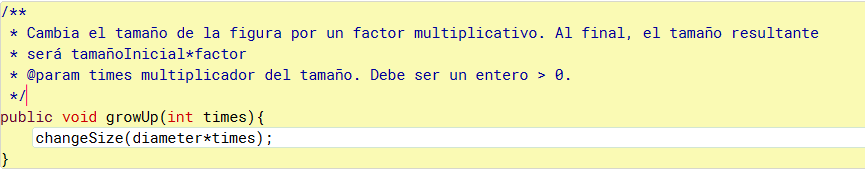 /**
 * Cambia el tamaño de la figura por un factor multiplicativo. Al final, el tamaño resultante
 * será tamañoInicial*factor
 * @param times multiplicador del tamaño. Debe ser un entero > 0.
 */
public void growUp(int times){
    changeSize(diameter*times);
}